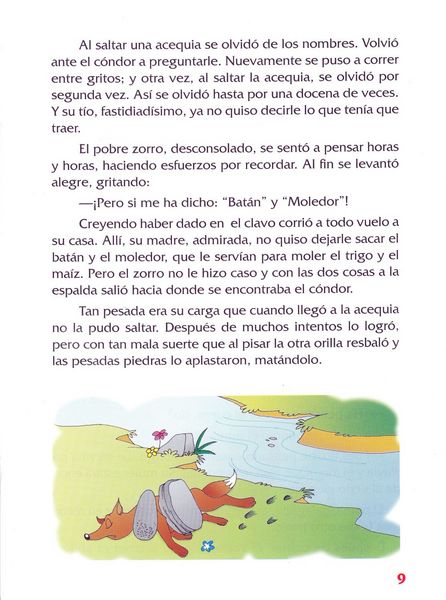 Al saltar una acequia se olvidó de los nombres. Volvió
ante el cóndor a preguntarle. Nuevamente se puso a correr
entre gritos; y otra vez, al saltar la acequia, se olvidó por
segunda vez. Así se olvidó hasta por una docena de veces.
Y su tío, fastidiadísimo, ya no quiso decirle lo que tenía que
traer.
El pobre zorro, desconsolado, se sentó a pensar horas
y horas, haciendo esfuerzos por recordar. Al fin se levantó
alegre, gritando:
—¡Pero si me ha dicho: “Batán” y “Moledor”!
Creyendo haber dado en el clavo corrió a todo vuelo a
su casa. Allí, su madre, admirada, no quiso dejarle sacar el
batán y el moledor, que le servían para moler el trigo y el
maíz. Pero el zorro no le hizo caso y con las dos cosas a la
espalda salió hacia donde se encontraba el cóndor.
Tan pesada era su carga que cuando llegó a la acequia
no la pudo saltar. Después de muchos intentos lo logró,
pero con tan mala suerte que al pisar la otra orilla resbaló y
las pesadas piedras lo aplastaron, matándolo.
9